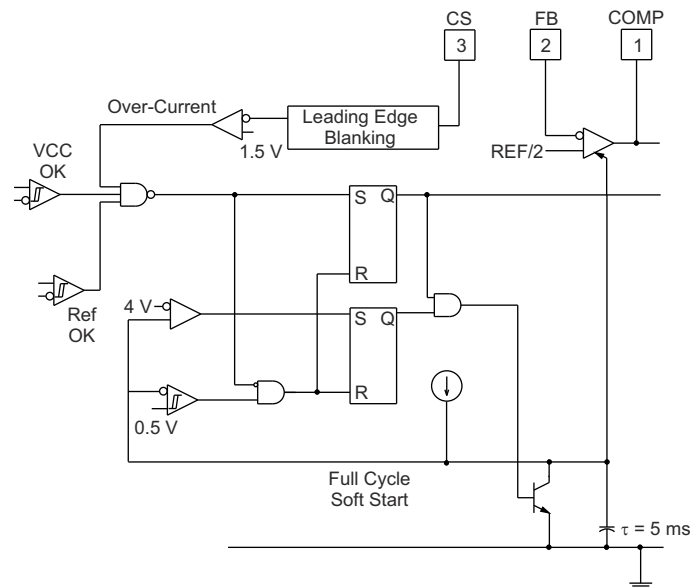 CS
FB
COMP
3
2
1
Over-Current
Leading Edge
Blanking
1.5 V
REF/2
VCC
OK
S Q
R
Ref
OK
4 V
S Q
R
0.5 V
Full Cycle
Soft Start
τ = 5 ms